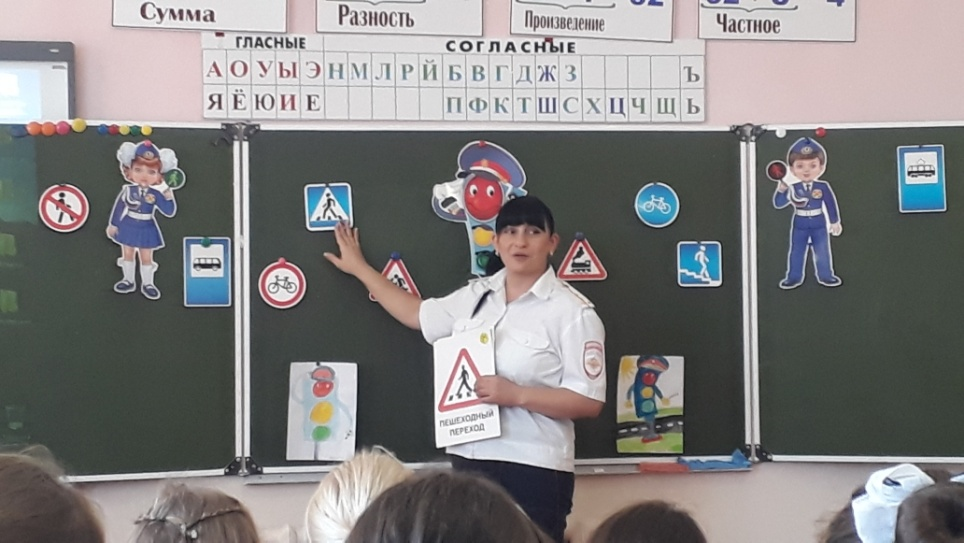 Сумма
Разность
Произведение
Частное
ГЛАСНЫЕ СОГЛАСНЫЕ
А О У Ы Э Н М Л Р Й Б В Г Д Ж З Ъ
Я Ё Ю И Е П Ф К Т Ш С Х Ц Ч Щ Ь
ПЕШЕХОДНЫЙ
ПЕРЕХОД